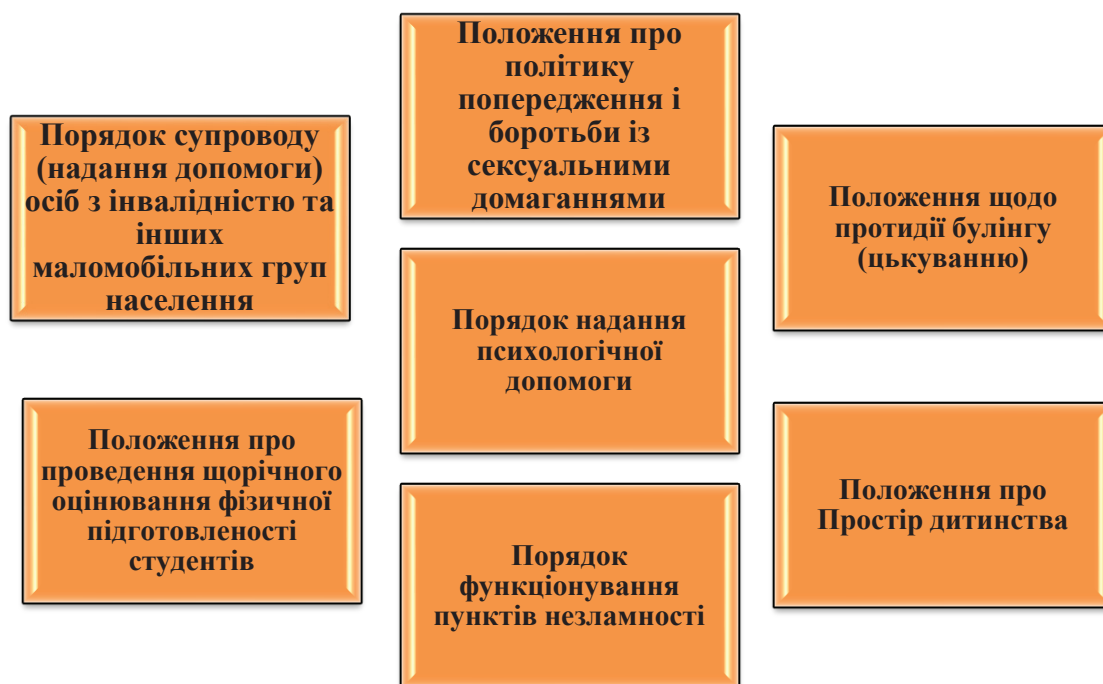 Порядок супроводу
(надання допомоги)
осіб з інвалідністю та
інших
маломобільних груп
населення
Положення про
проведення щорічного
оцінювання фізичної
підготовленості
студентів
Положення про
політику
попередження і
боротьби із
сексуальними
домаганнями
Порядок надання
психологічної
допомоги
Порядок
функціонування
пунктів незламності
Положення щодо
протидії булінгу
(цькуванню)
Положення про
Простір дитинства